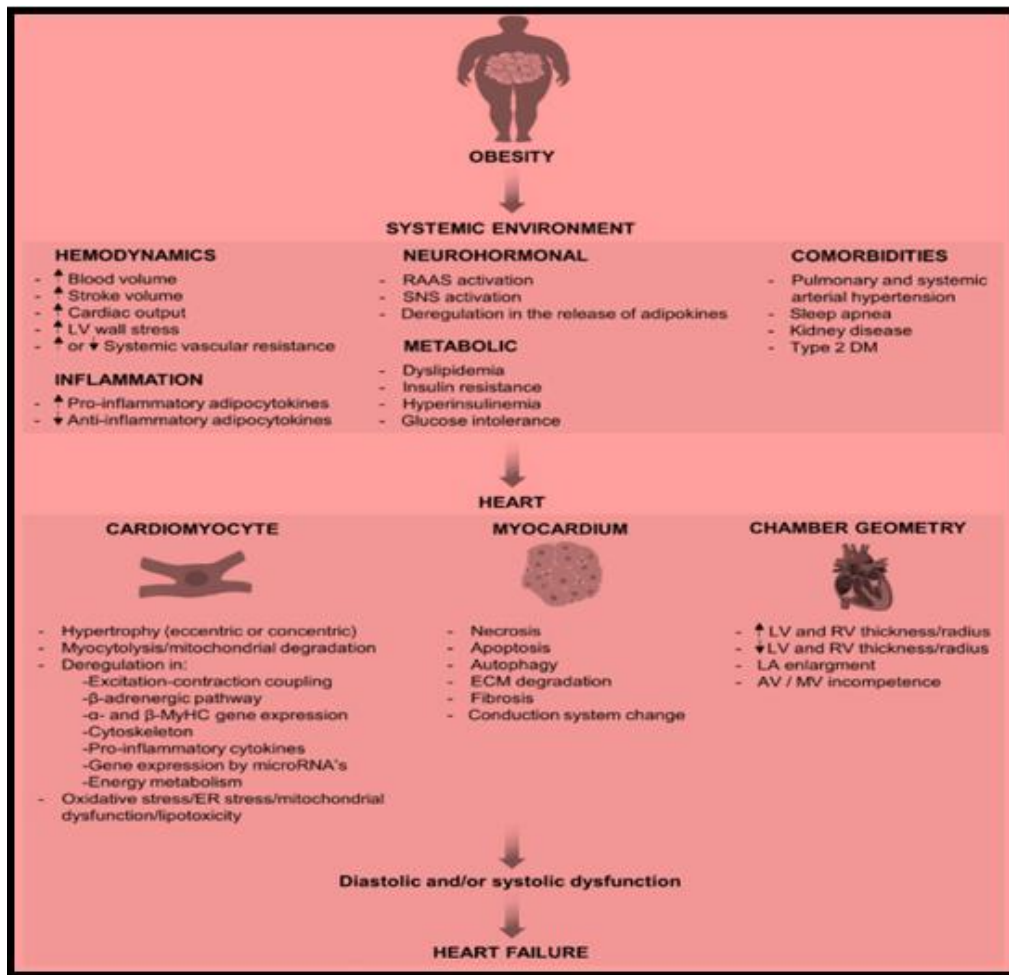 OBESITY
SYSTEMIC ENVIRONMENT
HEMODYNAMICS
- ↑ Blood volume
- ↑ Stroke volume
- ↑ Cardiac output
- ↑ LV wall stress
- ↑ or ↓ Systemic vascular resistance
INFLAMMATION
- ↑ Pro-inflammatory adipocytokines
- ↓ Anti-inflammatory adipocytokines
NEUROHORMONAL
- RAAS activation
- SNS activation
- Deregulation in the release of adipokines
METABOLIC
- Dyslipidemia
- Insulin resistance
- Hyperinsulinemia
- Glucose intolerance
COMORBIDITIES
- Pulmonary and systemic
arterial hypertension
- Sleep apnea
- Kidney disease
- Type 2 DM
HEART
CARDIOMYOCYTE
- Hypertrophy (eccentric or concentric)
- Myocytolysis/mitochondrial degradation
- Deregulation in:
-Excitation-contraction coupling
-β-adrenergic pathway
-α- and β-MyHC gene expression
-Cytoskeleton
-Pro-inflammatory cytokines
-Gene expression by microRNA's
-Energy metabolism
- Oxidative stress/ER stress/mitochondrial
dysfunction/lipotoxicity
MYOCARDIUM
- Necrosis
- Apoptosis
- Autophagy
- ECM degradation
- Fibrosis
- Conduction system change
CHAMBER GEOMETRY
- ↑ LV and RV thickness/radius
- ↓ LV and RV thickness/radius
- LA enlargment
- AV / MV incompetence
Diastolic and/or systolic dysfunction
HEART FAILURE